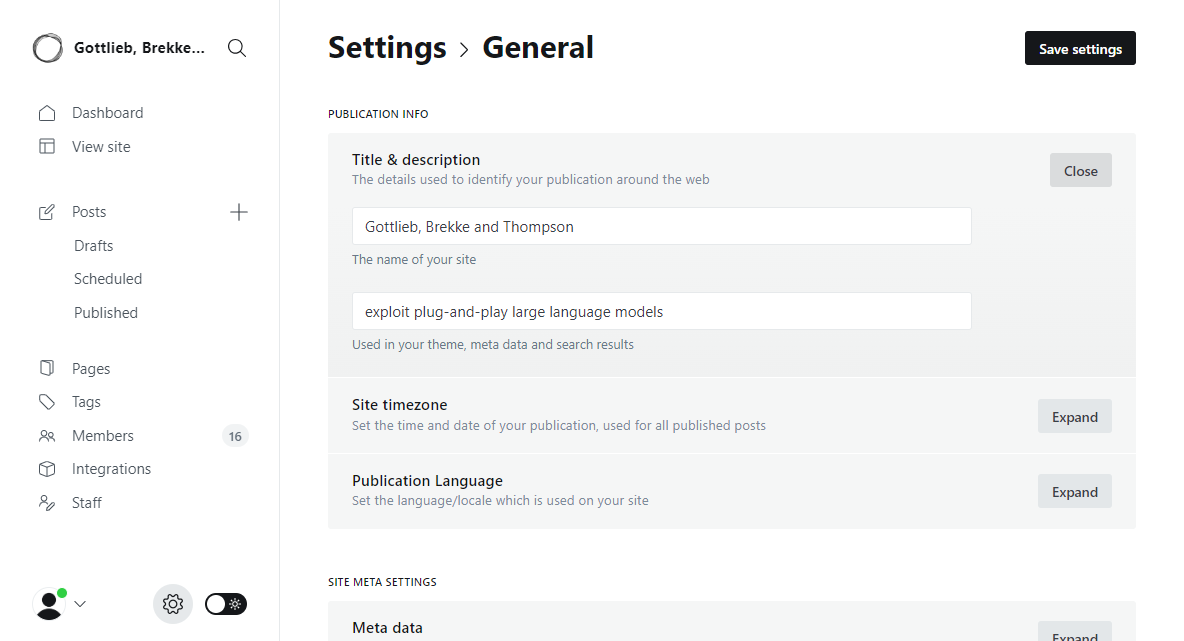 Gottlieb, Brekke...
Settings > General
Save settings
Dashboard
View site
Posts
Drafts
Scheduled
Published
Pages
Tags
Members 16
Integrations
Staff
PUBLICATION INFO
Title & description
The details used to identify your publication around the web
Close
Gottlieb, Brekke and Thompson
The name of your site
exploit plug-and-play large language models
Used in your theme, meta data and search results
Site timezone
Set the time and date of your publication, used for all published posts
Expand
Publication Language
Set the language/locale which is used on your site
Expand
SITE META SETTINGS
Meta data
Expand